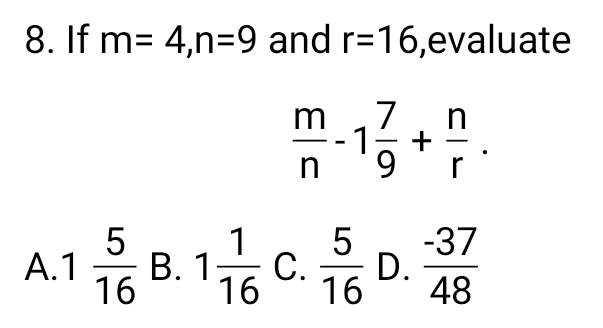 8. If m= 4,n=9 and r=16,evaluate
m/n - 1 7/9 + n/r .
A.1 5/16 B. 1 1/16 C. 5/16 D. -37/48